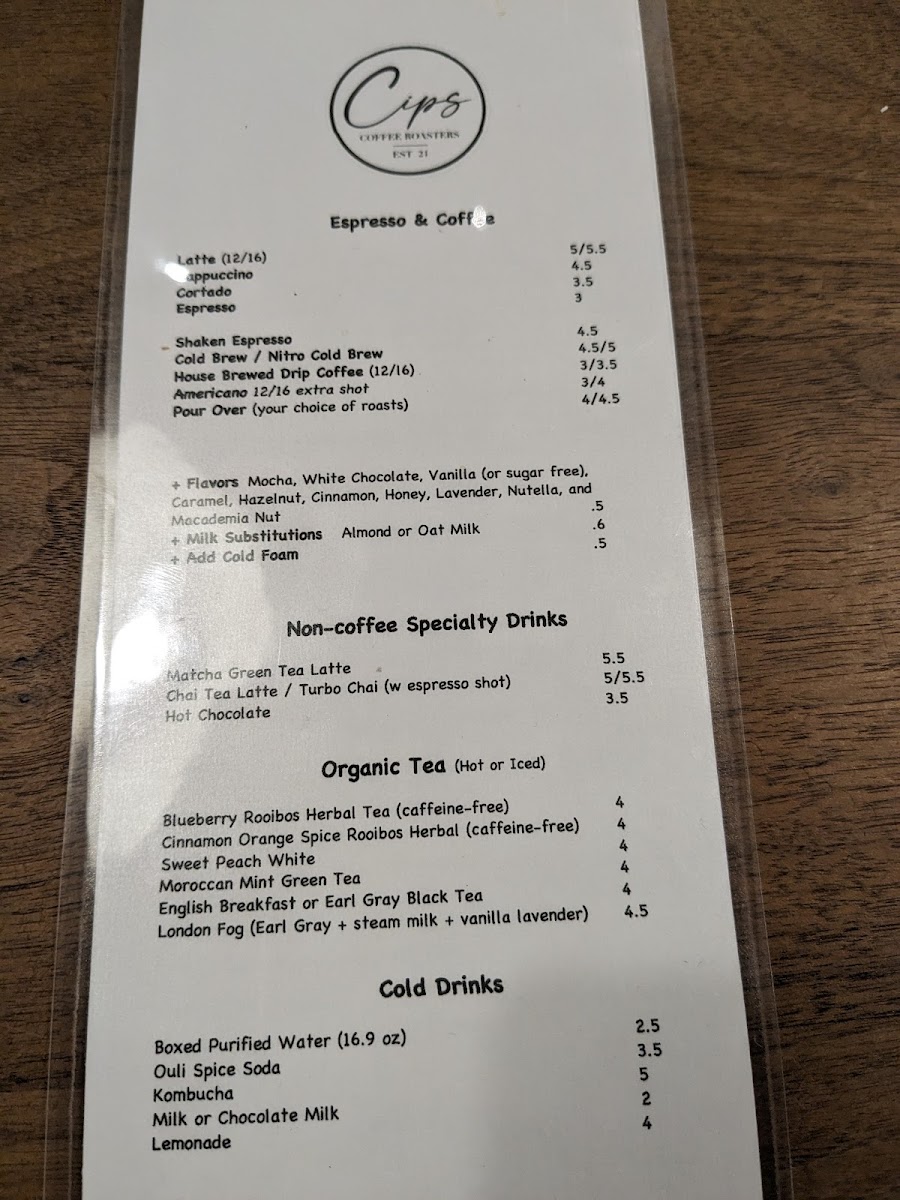 Cips
COFFEE ROASTERS
EST 21
Espresso & Coffee
Latte (12/16) 5/5.5
Cappuccino 4.5
Cortado 3.5
Espresso 3
Shaken Espresso 4.5
Cold Brew / Nitro Cold Brew 4.5/5
House Brewed Drip Coffee (12/16) 3/3.5
Americano 12/16 extra shot 3/4
Pour Over (your choice of roasts) 4/4.5
+ Flavors Mocha, White Chocolate, Vanilla (or sugar free),
Caramel, Hazelnut, Cinnamon, Honey, Lavender, Nutella, and
Macademia Nut .5
+ Milk Substitutions Almond or Oat Milk .6
+ Add Cold Foam .5
Non-coffee Specialty Drinks
Matcha Green Tea Latte 5.5
Chai Tea Latte / Turbo Chai (w espresso shot) 5/5.5
Hot Chocolate 3.5
Organic Tea (Hot or Iced)
Blueberry Rooibos Herbal Tea (caffeine-free) 4
Cinnamon Orange Spice Rooibos Herbal (caffeine-free) 4
Sweet Peach White 4
Moroccan Mint Green Tea 4
English Breakfast or Earl Gray Black Tea 4
London Fog (Earl Gray + steam milk + vanilla lavender) 4.5
Cold Drinks
Boxed Purified Water (16.9 oz) 2.5
Ouli Spice Soda 3.5
Kombucha 5
Milk or Chocolate Milk 2
Lemonade 4